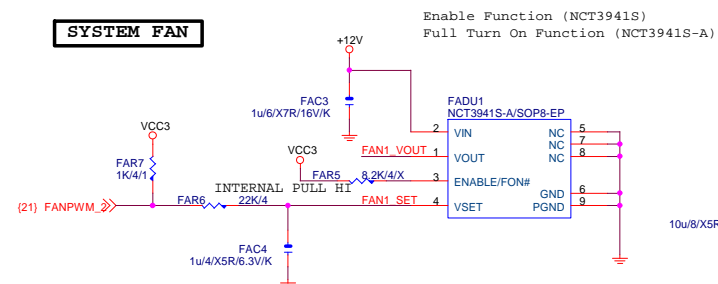 Enable Function (NCT3941S)
SYSTEM FAN
Full Turn On Function (NCT3941S-A)
+12V
FAC3
1u/6/X7R/16V/K
FADU1
NCT3941S-A/SOP8-EP
VCC3
2 VIN NC 5
NC 7
FAN1_VOUT 1 VOUT NC 8
VCC3
FAR7
1K/4/1
FAR5 8.2K/4/X 3 ENABLE/FON#
INTERNAL PULL HI
GND 6
{21} FANPWM_2 FAR6 22K/4 FAN1_SET 4 VSET PGND 9
10u/8/X5R
FAC4
1u/4/X5R/6.3V/K